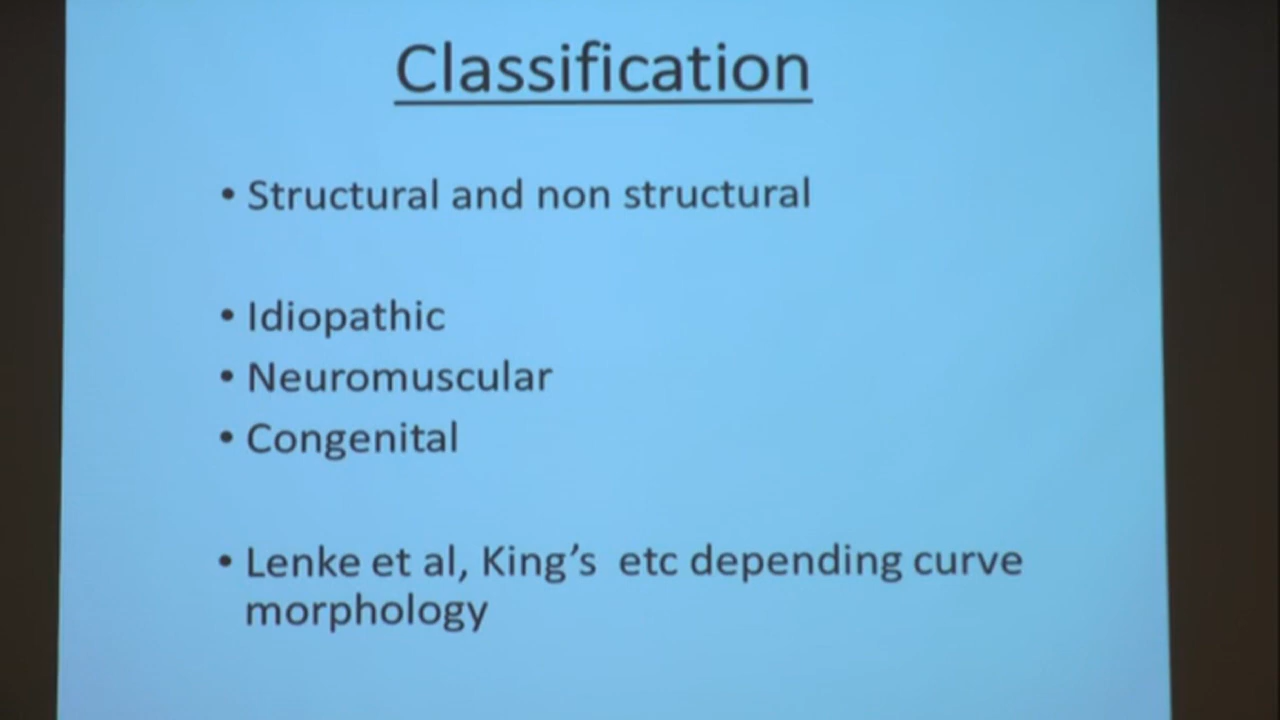 Classification
• Structural and non structural
• Idiopathic
• Neuromuscular
• Congenital
• Lenke et al, King's etc depending curve
morphology